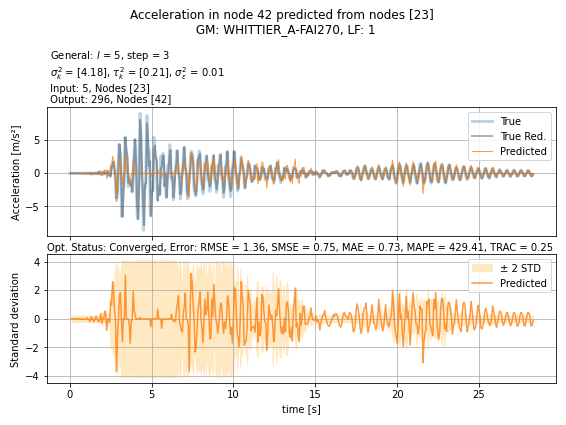 Acceleration in node 42 predicted from nodes [23]
GM: WHITTIER_A-FAI270, LF: 1
General: l = 5, step = 3
σ²ₖ = [4.18], τ²ₖ = [0.21], σ²ε = 0.01
Input: 5, Nodes [23]
Output: 296, Nodes [42]
True
True Red.
Predicted
Acceleration [m/s²]
5
0
−5
Opt. Status: Converged, Error: RMSE = 1.36, SMSE = 0.75, MAE = 0.73, MAPE = 429.41, TRAC = 0.25
± 2 STD
Predicted
Standard deviation
4
2
0
−2
−4
0 5 10 15 20 25
time [s]